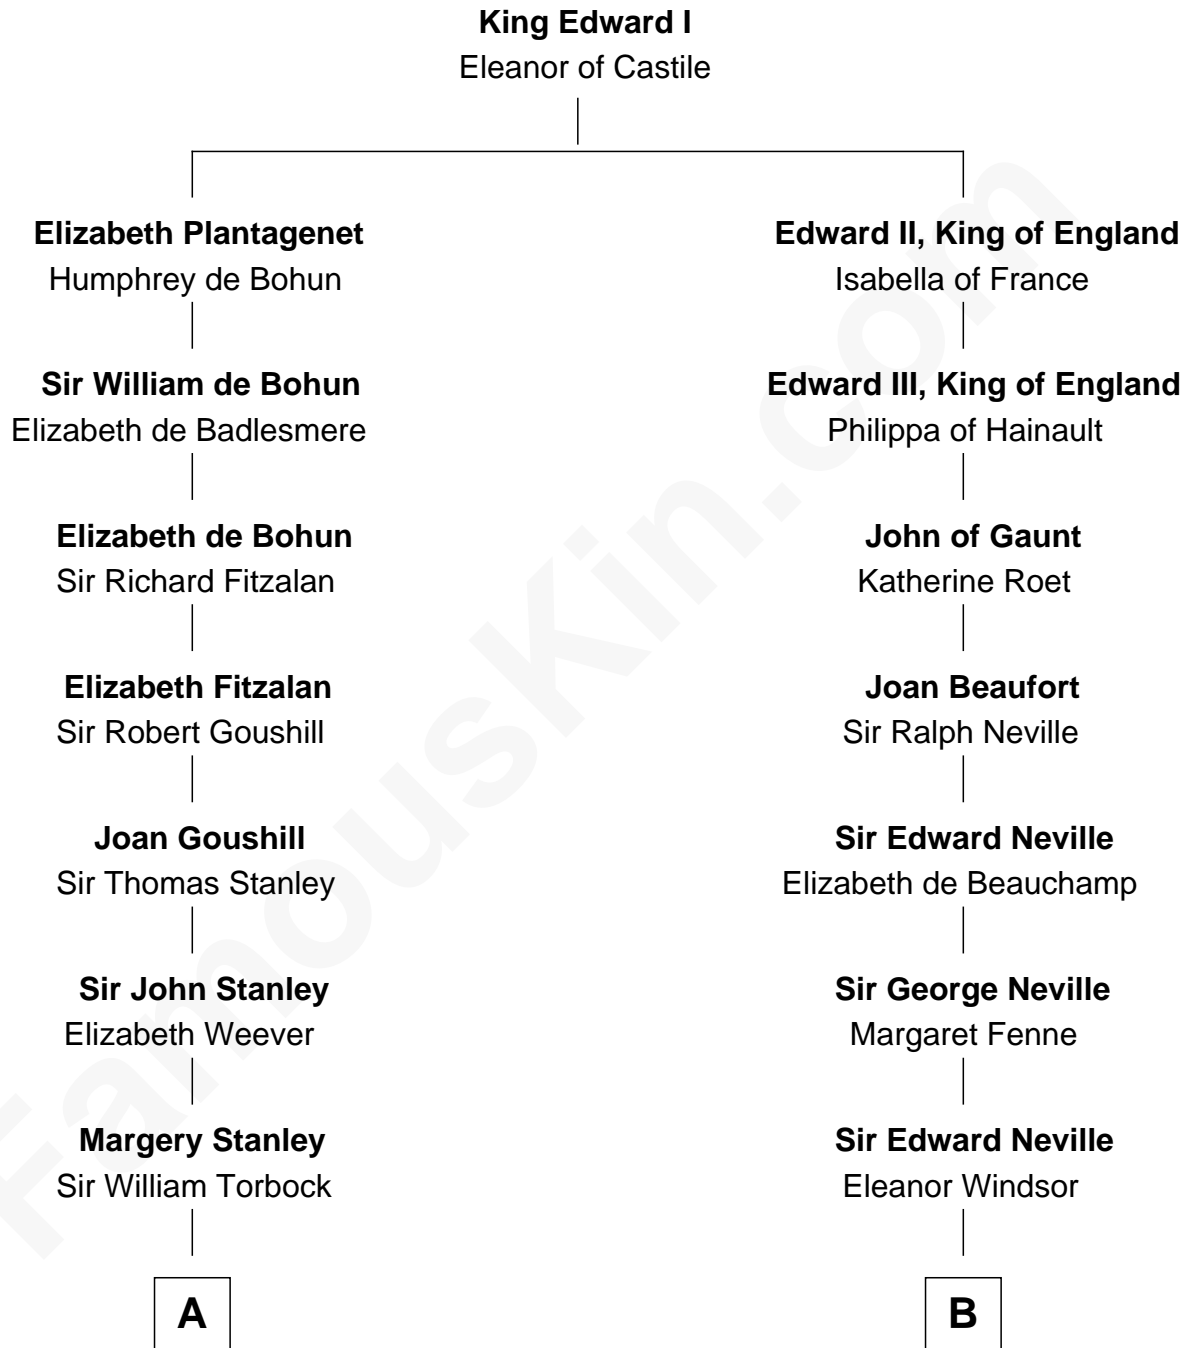 King Edward I
Eleanor of Castile
Elizabeth Plantagenet
Humphrey de Bohun
Edward II, King of England
Isabella of France
Sir William de Bohun
Elizabeth de Badlesmere
Edward III, King of England
Philippa of Hainault
Elizabeth de Bohun
Sir Richard Fitzalan
John of Gaunt
Katherine Roet
Elizabeth Fitzalan
Sir Robert Goushill
Joan Beaufort
Sir Ralph Neville
Joan Goushill
Sir Thomas Stanley
Sir Edward Neville
Elizabeth de Beauchamp
Sir John Stanley
Elizabeth Weever
Sir George Neville
Margaret Fenne
Margery Stanley
Sir William Torbock
Sir Edward Neville
Eleanor Windsor
A
B
FamousKin.com